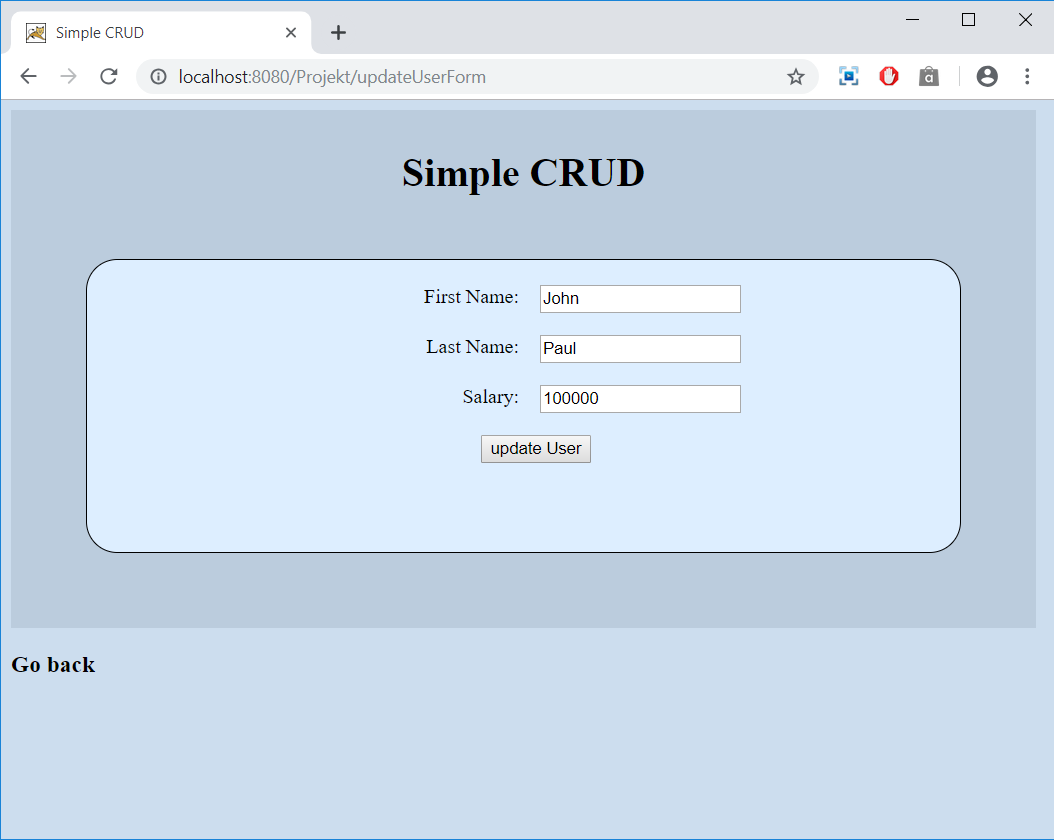 Simple CRUD
localhost:8080/Projekt/updateUserForm
a
Simple CRUD
First Name: John
Last Name: Paul
Salary: 100000
update User
Go back